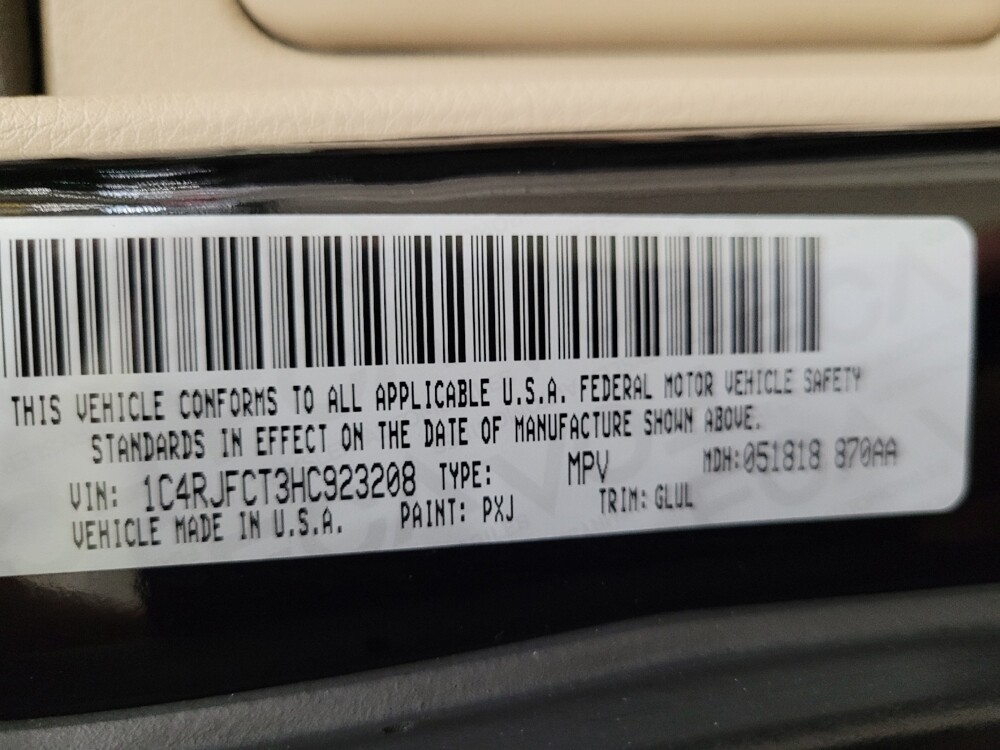 THIS VEHICLE CONFORMS TO ALL APPLICABLE U.S.A. FEDERAL MOTOR VEHICLE SAFETY
STANDARDS IN EFFECT ON THE DATE OF MANUFACTURE SHOWN ABOVE.
VIN: 1C4RJFCT3HC923208 TYPE: MPV MDH:051818 870AA
VEHICLE MADE IN U.S.A. PAINT: PXJ TRIM: GLUL